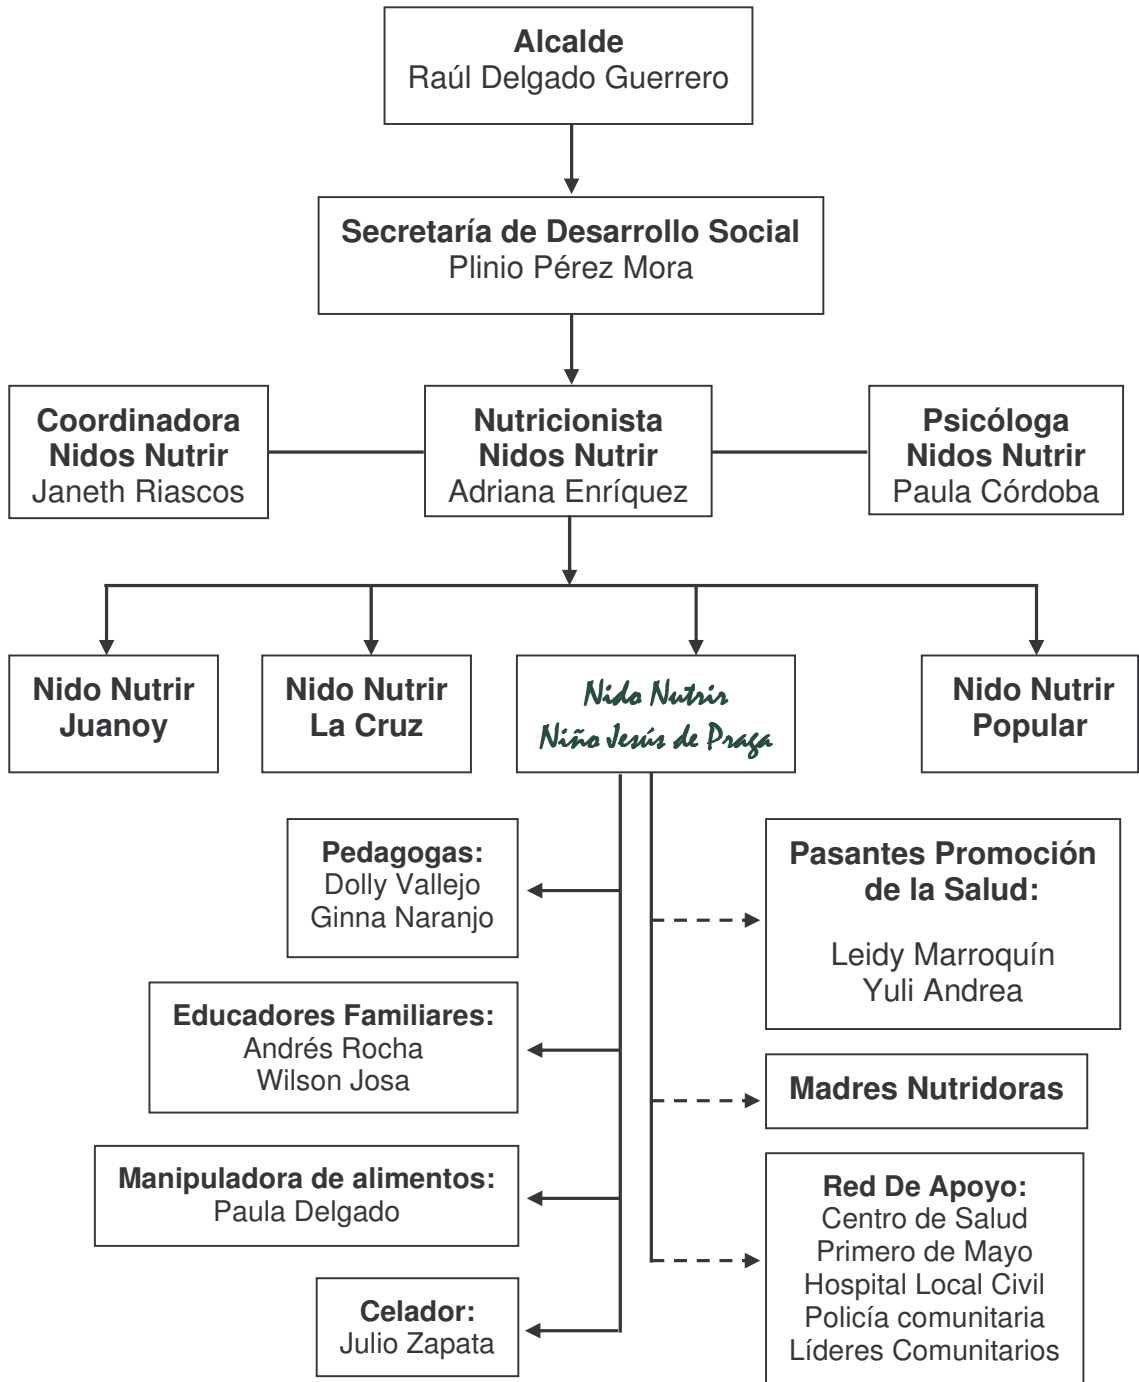 Alcalde
Raúl Delgado Guerrero
Secretaría de Desarrollo Social
Plinio Pérez Mora
Coordinadora
Nidos Nutrir
Janeth Riascos
Nutricionista
Nidos Nutrir
Adriana Enríquez
Psicóloga
Nidos Nutrir
Paula Córdoba
Nido Nutrir
Juanoy
Nido Nutrir
La Cruz
Nido Nutrir
Niño Jesús de Praga
Nido Nutrir
Popular
Pedagogas:
Dolly Vallejo
Ginna Naranjo
Pasantes Promoción
de la Salud:
Leidy Marroquín
Yuli Andrea
Educadores Familiares:
Andrés Rocha
Wilson Josa
Madres Nutridoras
Manipuladora de alimentos:
Paula Delgado
Red De Apoyo:
Centro de Salud
Primero de Mayo
Hospital Local Civil
Policía comunitaria
Líderes Comunitarios
Celador:
Julio Zapata